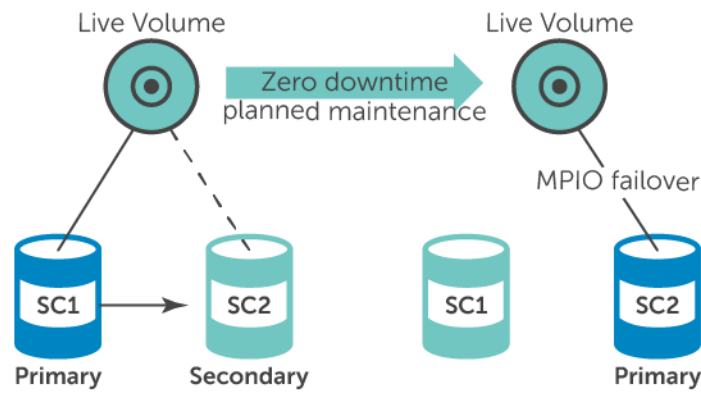 Live Volume
Live Volume
Zero downtime
planned maintenance
MPIO failover
SC1
SC2
SC1
SC2
Primary
Secondary
Primary